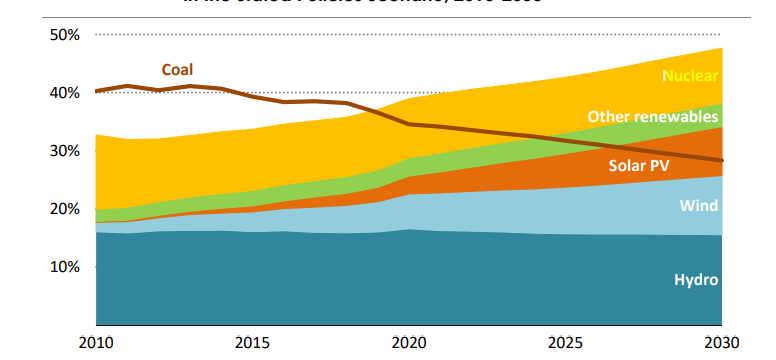 50%
Coal
Nuclear
40%
Other renewables
30%
Solar PV
20%
Wind
10%
Hydro
2010 2015 2020 2025 2030